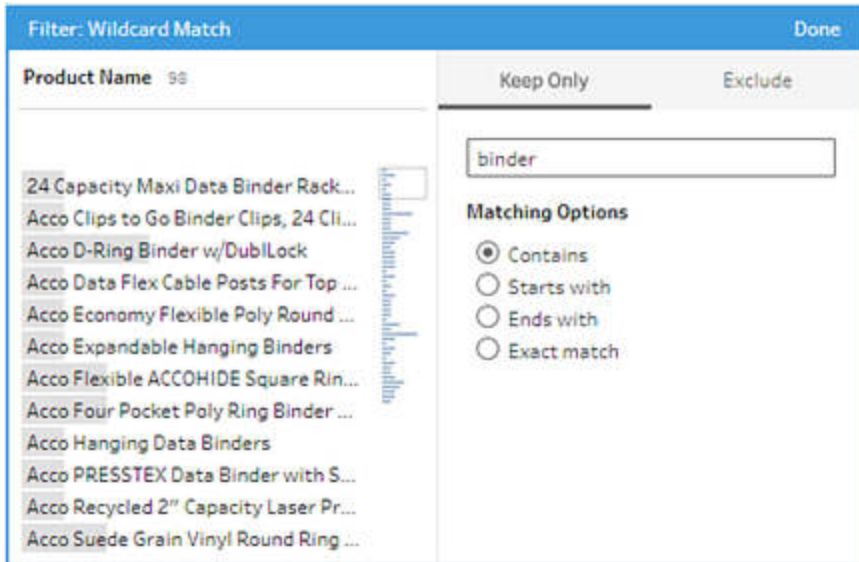 Filter: Wildcard Match
Done
Product Name 98
Keep Only
Exclude
24 Capacity Maxi Data Binder Rack...
Acco Clips to Go Binder Clips, 24 Cli...
Acco D-Ring Binder w/DublLock
Acco Data Flex Cable Posts For Top ...
Acco Economy Flexible Poly Round ...
Acco Expandable Hanging Binders
Acco Flexible ACCOHIDE Square Rin...
Acco Four Pocket Poly Ring Binder ...
Acco Hanging Data Binders
Acco PRESSTEX Data Binder with S...
Acco Recycled 2" Capacity Laser Pr...
Acco Suede Grain Vinyl Round Ring ...
binder
Matching Options
Contains
Starts with
Ends with
Exact match